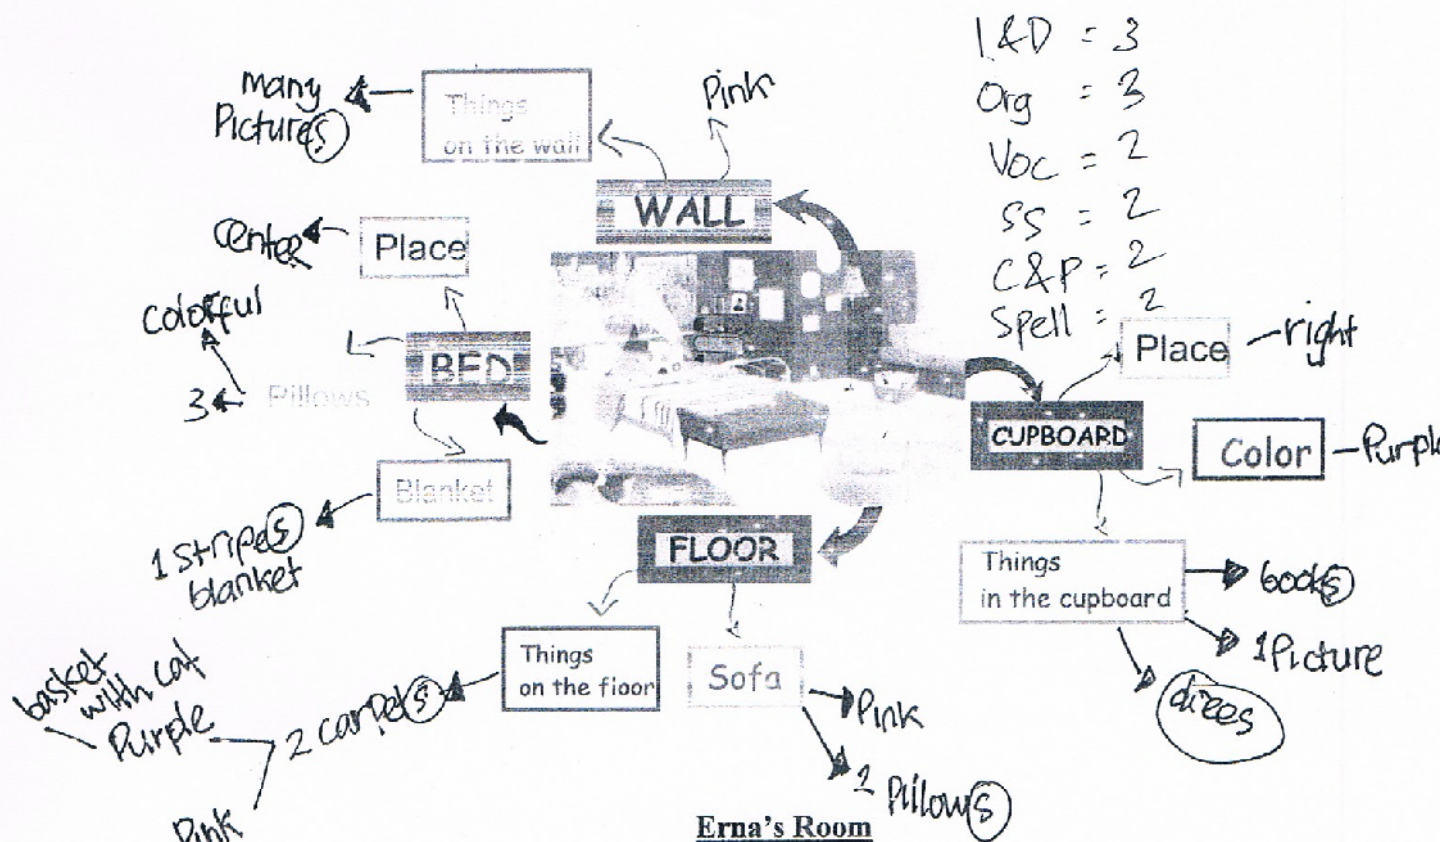 I &D = 3
Org = 3
Voc = 2
SS = 2
C&P = 2
Spell = 2
many
Pictures
Things
on the wall
Pink
WALL
Center
Place
Colorful
3
Pillows
BED
Blanket
1 Stripes
blanket
Place
right
CUPBOARD
Color
Purple
Things
in the cupboard
books
1 Picture
direes
FLOOR
Things
on the floor
Sofa
Pink
Pillows
2 carpets
basket
with cat
Purple
Pink
Erna's Room